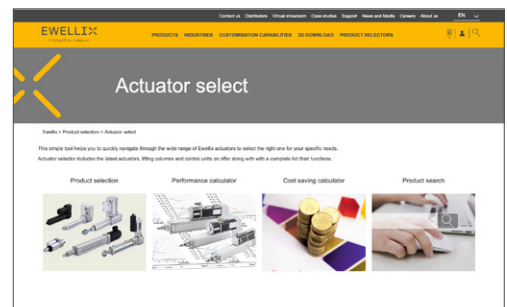 Contact us Distributors Virtual showroom Case studies Support News and Media Careers About us EN
EWELLIX
PRODUCTS INDUSTRIES CUSTOMISATION CAPABILITIES 3D DOWNLOAD PRODUCT SELECTORS
Actuator select
Ewellix > Product selectors > Actuator select
This simple tool helps you to quickly navigate through the wide range of Ewellix actuators to select the right one for your specific needs.
Actuator selector includes the latest actuators, lifting columns and control units on offer along with with a complete list their functions.
Product selection Performance calculator Cost saving calculator Product search